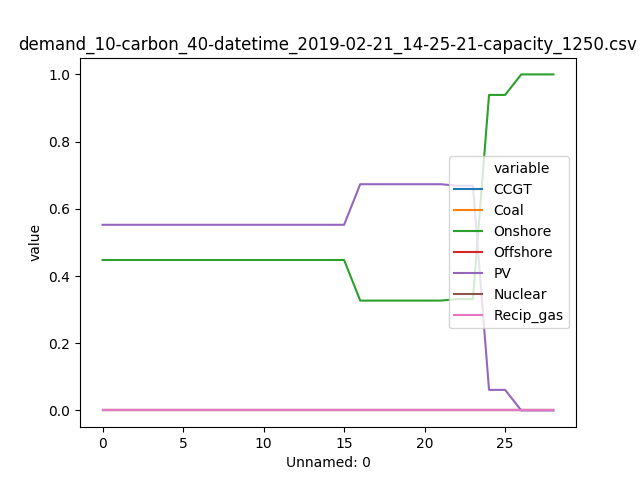 demand_10-carbon_40-datetime_2019-02-21_14-25-21-capacity_1250.csv
1.0
0.8
0.6
0.4
0.2
0.0
value
variable
CCGT
Coal
Onshore
Offshore
PV
Nuclear
Recip_gas
0 5 10 15 20 25
Unnamed: 0